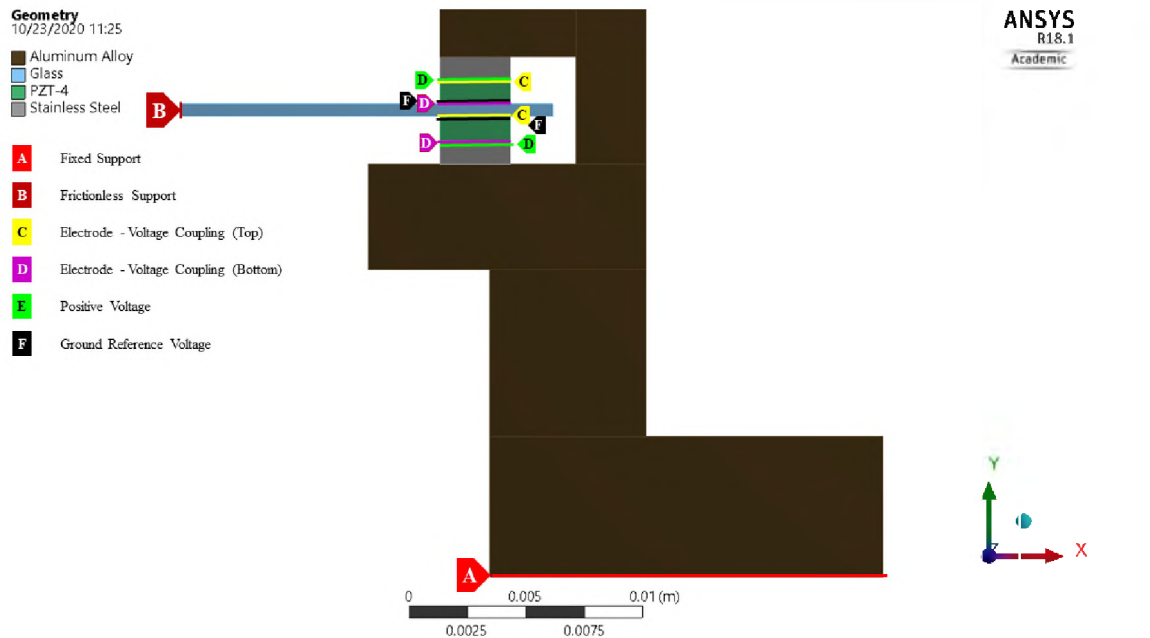 Geometry
10/23/2020 11:25
Aluminum Alloy
Glass
PZT-4
Stainless Steel
A Fixed Support
B Frictionless Support
C Electrode - Voltage Coupling (Top)
D Electrode - Voltage Coupling (Bottom)
E Positive Voltage
F Ground Reference Voltage
ANSYS
R18.1
Academic
D C
F D
B
C
F
D D
A
Y
Z X
0 0.005 0.01 (m)
0.0025 0.0075